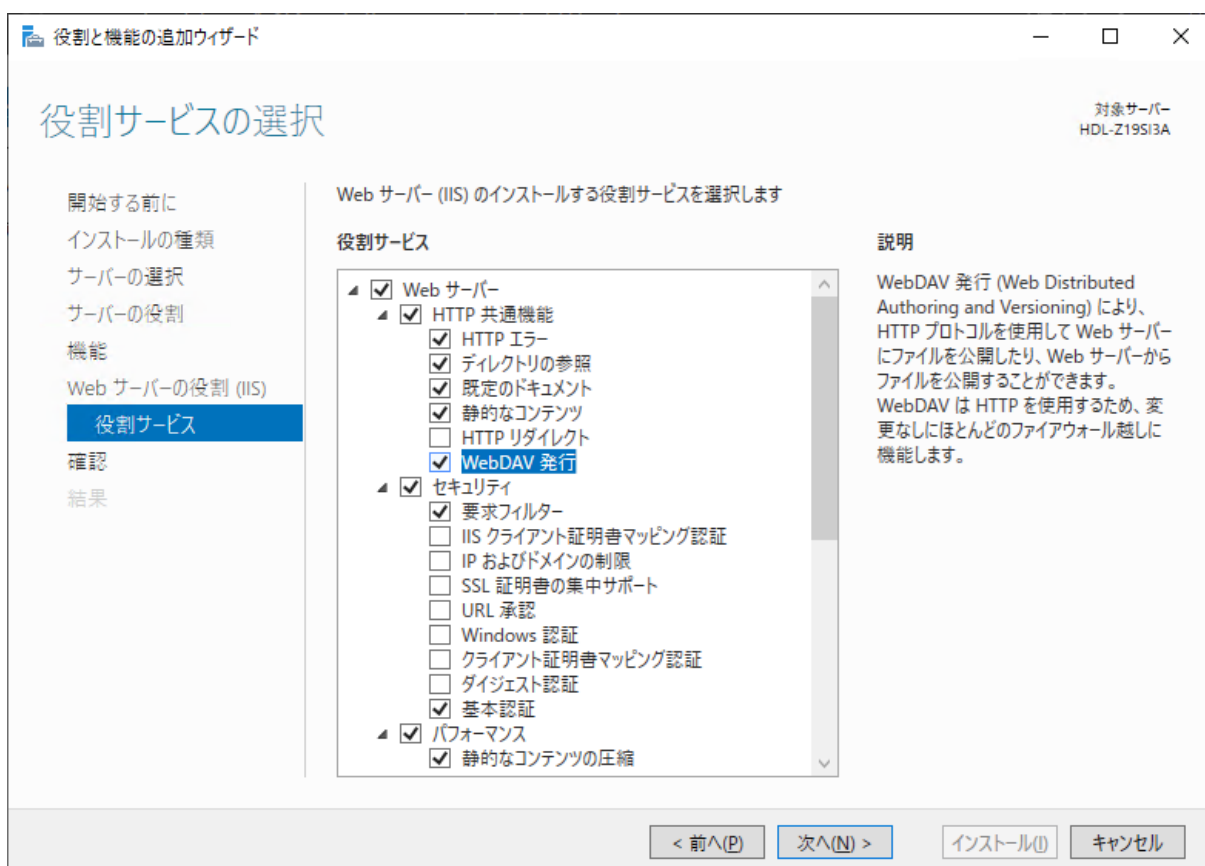 役割と機能の追加ウィザード
役割サービスの選択
対象サーバー
HDL-Z19SI3A
開始する前に
インストールの種類
サーバーの選択
サーバーの役割
機能
Web サーバーの役割 (IIS)
役割サービス
確認
結果
Web サーバー (IIS) のインストールする役割サービスを選択します
役割サービス
Web サーバー
HTTP 共通機能
HTTP エラー
ディレクトリの参照
既定のドキュメント
静的なコンテンツ
HTTP リダイレクト
WebDAV 発行
セキュリティ
要求フィルター
IIS クライアント証明書マッピング認証
IP およびドメインの制限
SSL 証明書の集中サポート
URL 承認
Windows 認証
クライアント証明書マッピング認証
ダイジェスト認証
基本認証
パフォーマンス
静的なコンテンツの圧縮
説明
WebDAV 発行 (Web Distributed
Authoring and Versioning) により、
HTTP プロトコルを使用して Web サーバー
にファイルを公開したり、Web サーバーから
ファイルを公開することができます。
WebDAV は HTTP を使用するため、変
更なしにほとんどのファイアウォール越しに
機能します。
< 前へ(P)
次へ(N) >
インストール(I)
キャンセル